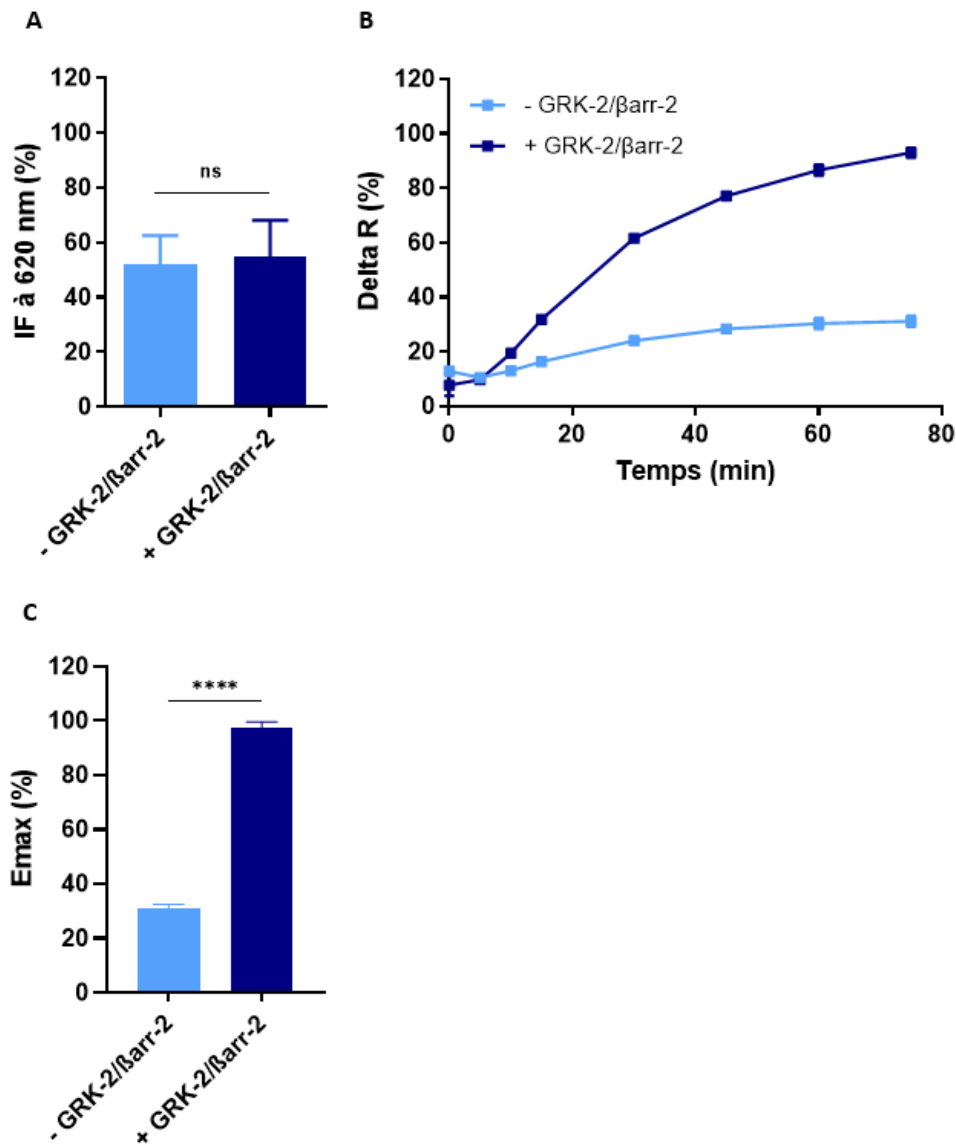 A
IF à 620 nm (%)
120
100
80
60
40
20
0
ns
- GRK-2/ßarr-2
+ GRK-2/ßarr-2
B
Delta R (%)
120
100
80
60
40
20
0
- GRK-2/βarr-2
+ GRK-2/βarr-2
0 20 40 60 80
Temps (min)
C
Emax (%)
120
100
80
60
40
20
0
****
- GRK-2/ßarr-2
+ GRK-2/ßarr-2